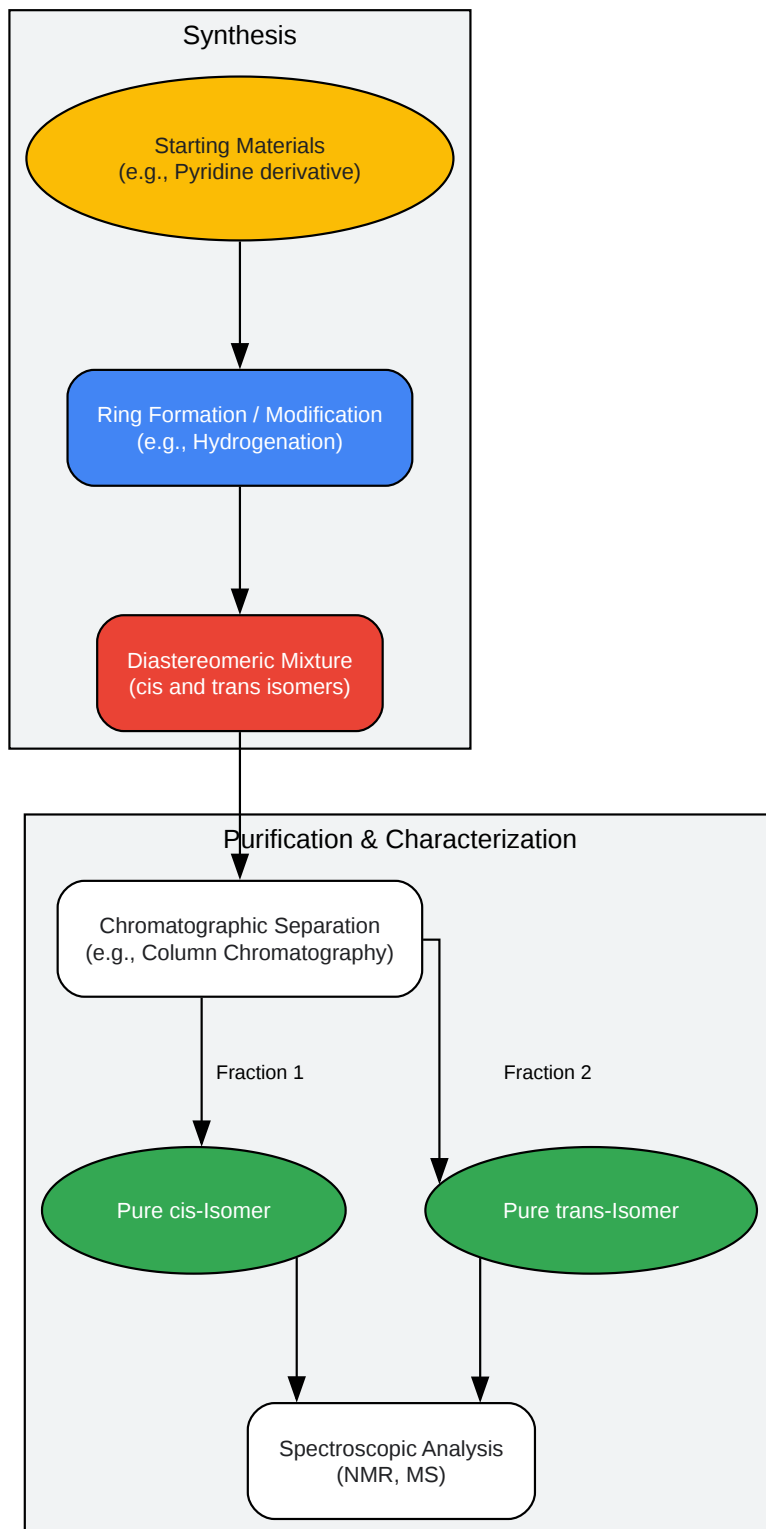 Synthesis
Starting Materials
(e.g., Pyridine derivative)
Ring Formation / Modification
(e.g., Hydrogenation)
Diastereomeric Mixture
(cis and trans isomers)
Purification & Characterization
Chromatographic Separation
(e.g., Column Chromatography)
Fraction 1
Fraction 2
Pure cis-Isomer
Pure trans-Isomer
Spectroscopic Analysis
(NMR, MS)